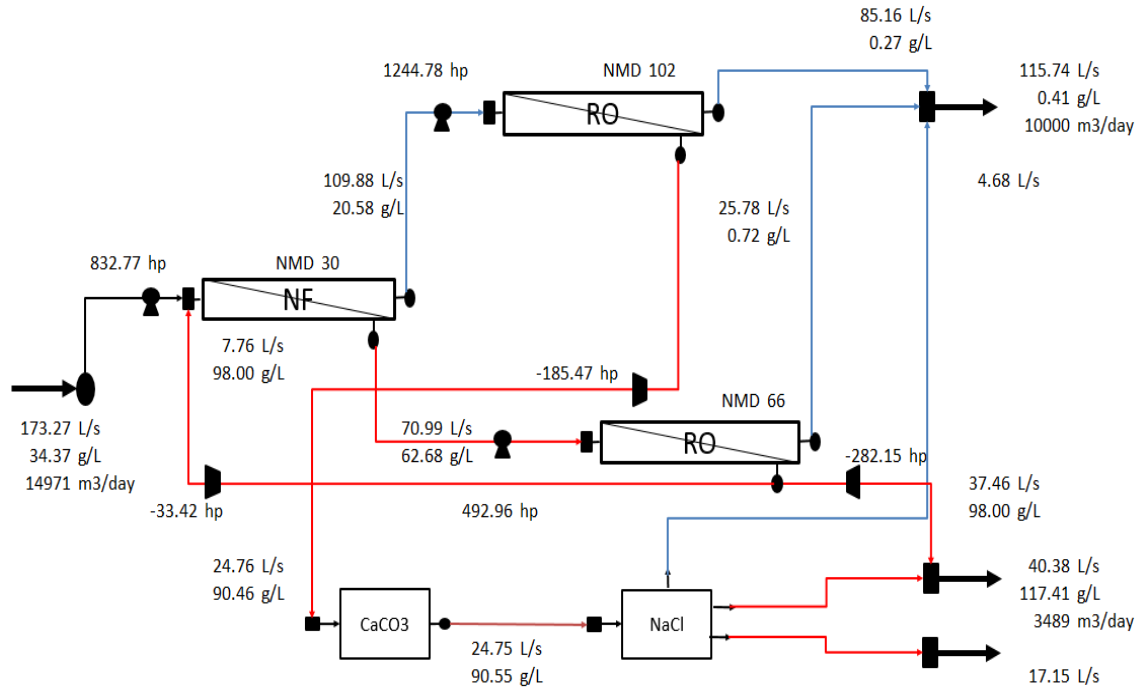 85.16 L/s
0.27 g/L
1244.78 hp
NMD 102
115.74 L/s
0.41 g/L
10000 m3/day
RO
109.88 L/s
20.58 g/L
4.68 L/s
25.78 L/s
0.72 g/L
832.77 hp
NMD 30
NF
7.76 L/s
98.00 g/L
-185.47 hp
NMD 66
173.27 L/s
34.37 g/L
14971 m3/day
70.99 L/s
62.68 g/L
RO
-282.15 hp
-33.42 hp
492.96 hp
37.46 L/s
98.00 g/L
24.76 L/s
90.46 g/L
40.38 L/s
117.41 g/L
3489 m3/day
CaCO3
NaCl
24.75 L/s
90.55 g/L
17.15 L/s